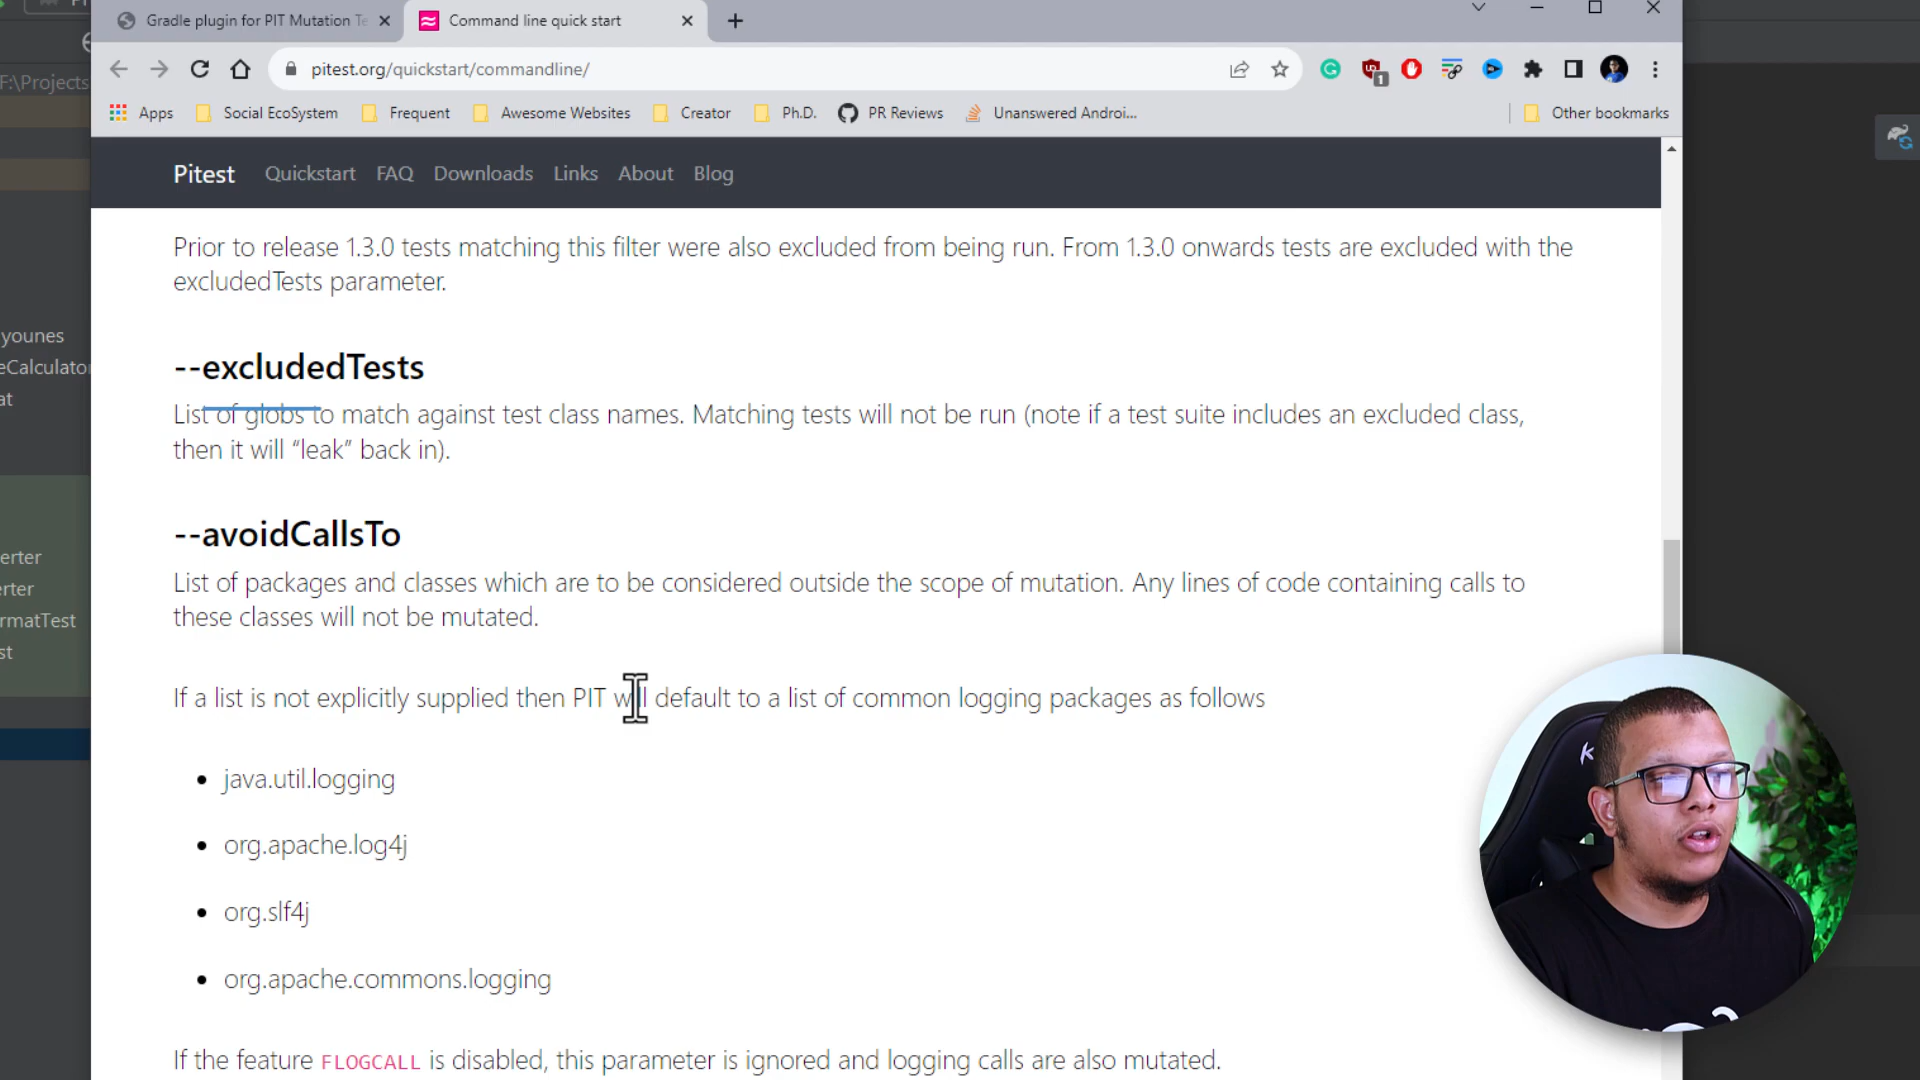 Gradle plugin for PIT Mutation Te
Command line quick start
F:\Projects
pitest.org/quickstart/commandline/
1
Apps
Social EcoSystem
Frequent
Awesome Websites
Creator
Ph.D.
PR Reviews
Unanswered Androi...
Other bookmarks
Pitest
Quickstart
FAQ
Downloads
Links
About
Blog
Prior to release 1.3.0 tests matching this filter were also excluded from being run. From 1.3.0 onwards tests are excluded with the
excludedTests parameter.
younes
--excludedTests
eCalculator
at
List of globs to match against test class names. Matching tests will not be run (note if a test suite includes an excluded class,
then it will “leak” back in).
--avoidCallsTo
erter
List of packages and classes which are to be considered outside the scope of mutation. Any lines of code containing calls to
erter
these classes will not be mutated.
rmatTest
st
If a list is not explicitly supplied then PIT will default to a list of common logging packages as follows
java.util.logging
org.apache.log4j
org.slf4j
org.apache.commons.logging
If the feature FLOGCALL is disabled, this parameter is ignored and logging calls are also mutated.